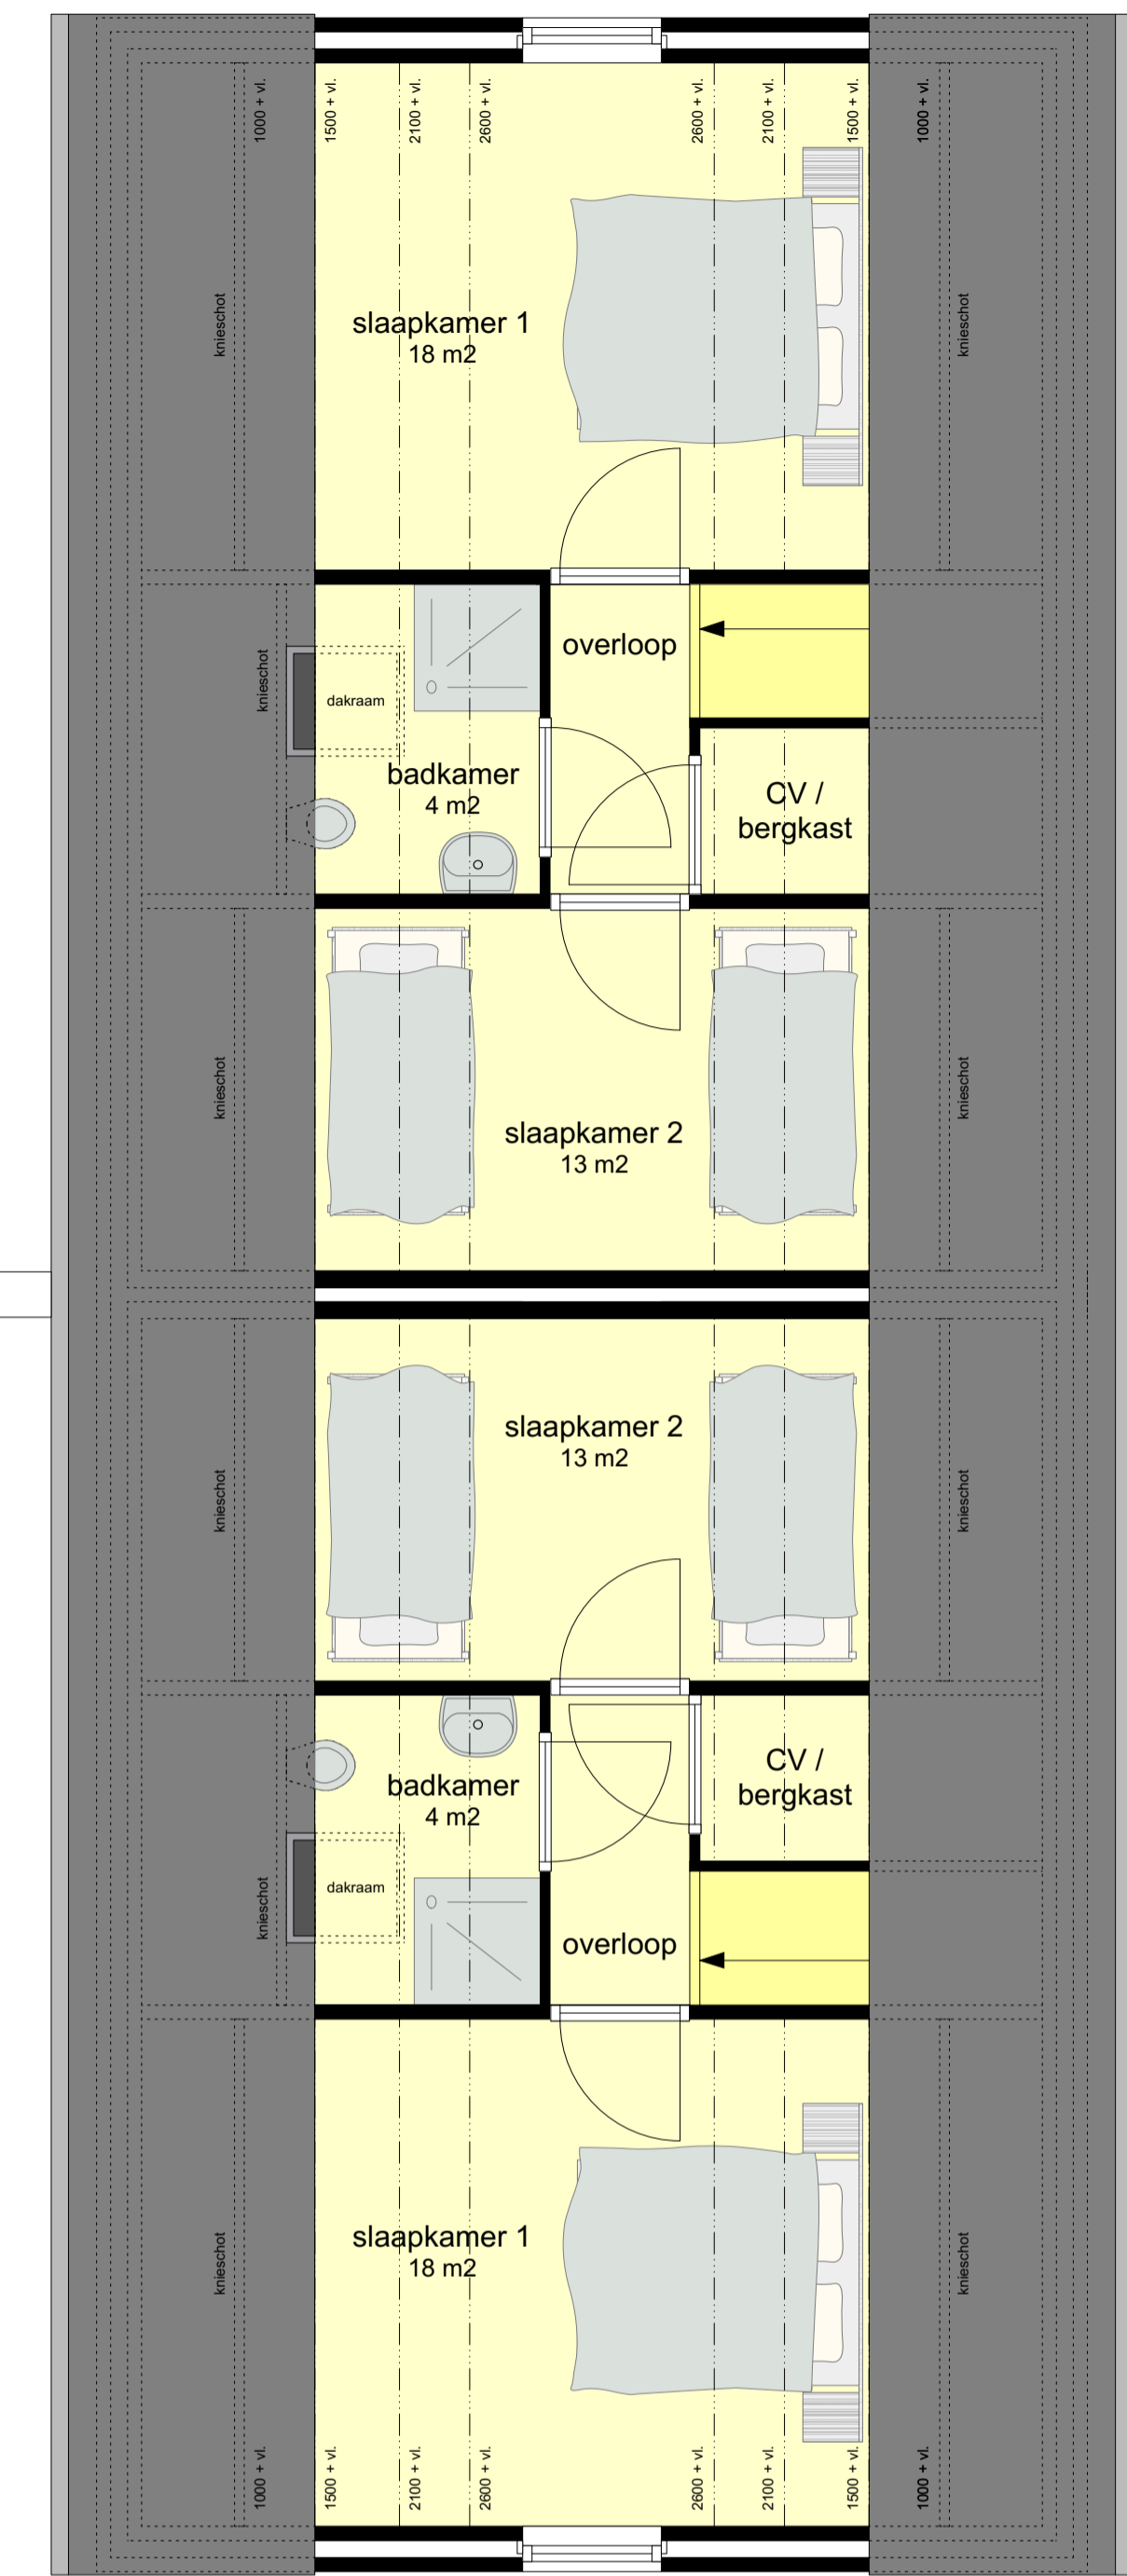 1000 + vl.
1500 + vl.
2100 + vl.
2600 + vl.
2600 + vl.
2100 + vl.
1500 + vl.
1000 + vl.
knieschot
slaapkamer 1
18 m2
knieschot
overloop
knieschot
dakraam
badkamer
4 m2
CV /
bergkast
knieschot
knieschot
slaapkamer 2
13 m2
slaapkamer 2
13 m2
knieschot
knieschot
badkamer
4 m2
CV /
bergkast
dakraam
knieschot
overloop
slaapkamer 1
18 m2
knieschot
knieschot
1000 + vl.
1500 + vl.
2100 + vl.
2600 + vl.
2600 + vl.
2100 + vl.
1500 + vl.
1000 + vl.